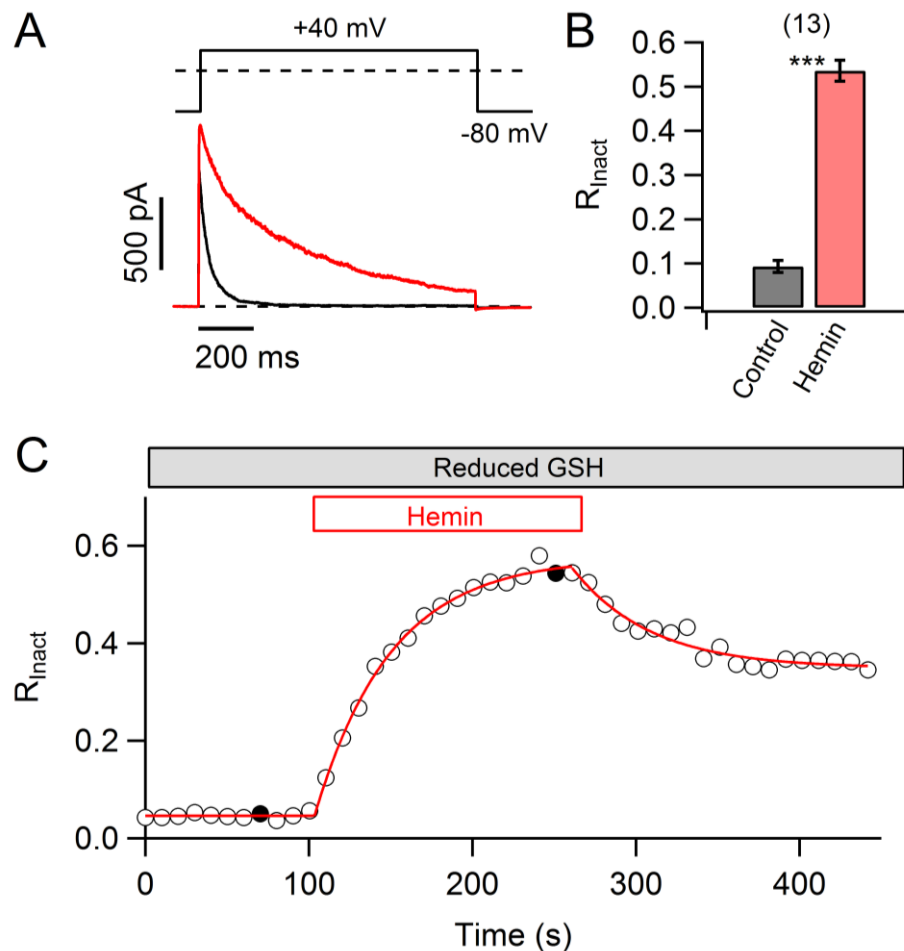 A
+40 mV
-80 mV
500 pA
200 ms
B
(13)
***
0.6
0.5
0.4
0.3
0.2
0.1
0.0
R_Inact
Control
Hemin
C
Reduced GSH
Hemin
0.6
0.4
0.2
0.0
R_Inact
0
100
200
300
400
Time (s)